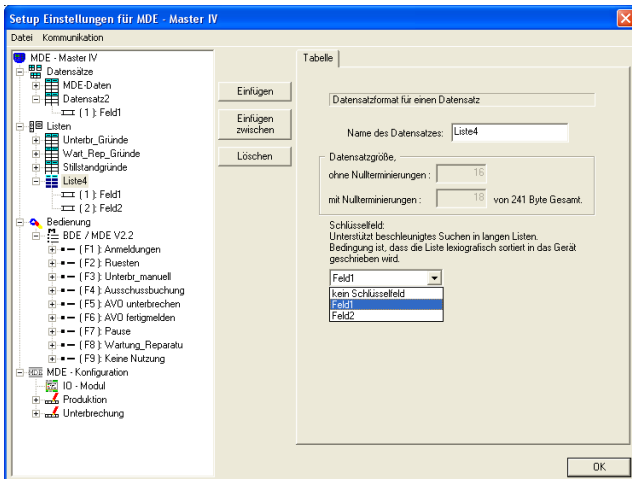 Setup Einstellungen für MDE - Master IV
Datei Kommunikation
MDE - Master IV
Datensätze
MDE-Daten
Datensatz2
( 1 ): Feld1
Listen
Unterbr_Gründe
Wart_Rep_Gründe
Stillstandgründe
Liste4
( 1 ): Feld1
( 2 ): Feld2
Bedienung
BDE / MDE V2.2
( F1 ): Anmeldungen
( F2 ): Ruesten
( F3 ): Unterbr_manuell
( F4 ): Ausschussbuchung
( F5 ): AVO unterbrechen
( F6 ): AVO fertigmelden
( F7 ): Pause
( F8 ): Wartung_Reparatu
( F9 ): Keine Nutzung
MDE - Konfiguration
IO - Modul
Produktion
Unterbrechung
Einfügen
Einfügen
zwischen
Löschen
Tabelle
Datensatzformat für einen Datensatz
Name des Datensatzes: Liste4
Datensatzgröße,
ohne Nullterminierungen : 16
mit Nullterminierungen : 18 von 241 Byte Gesamt.
Schlüsselfeld:
Unterstützt beschleunigtes Suchen in langen Listen.
Bedingung ist, dass die Liste lexiografisch sortiert in das Gerät
geschrieben wird.
Feld1
kein Schlüsselfeld
Feld1
Feld2
OK